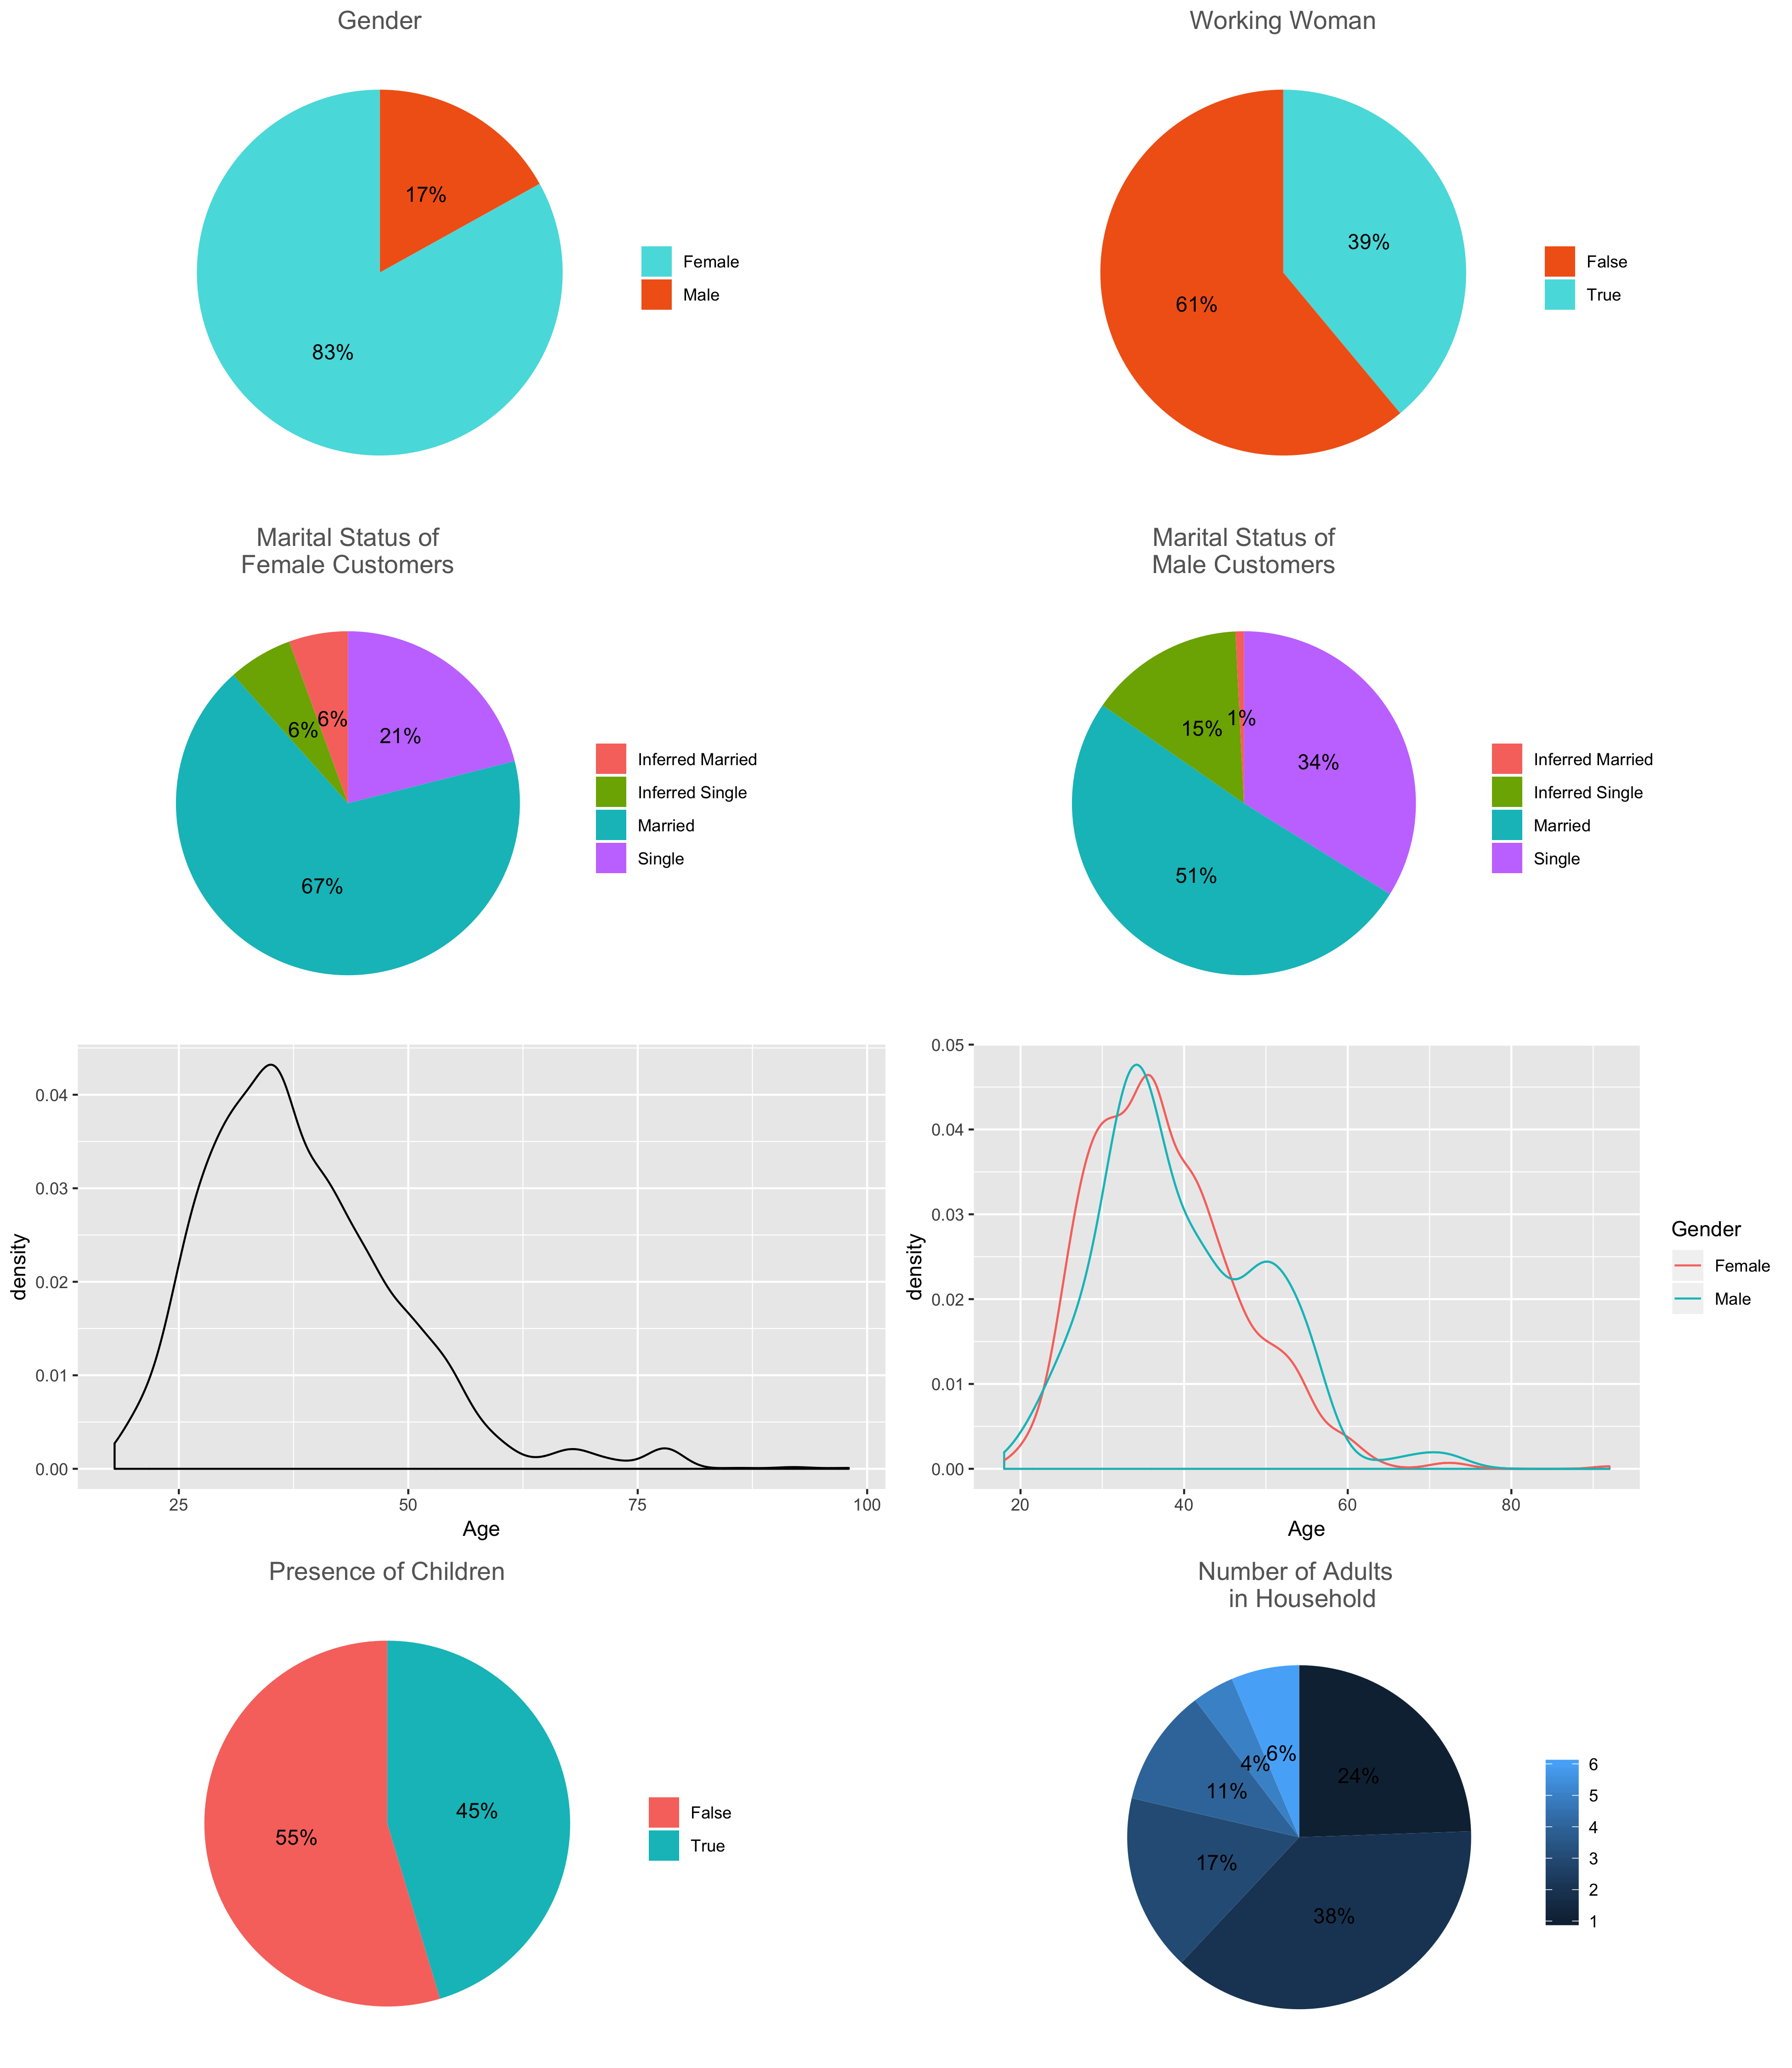 Gender
17%
83%
Female
Male
Working Woman
39%
61%
False
True
Marital Status of
Female Customers
6%
6%
21%
67%
Inferred Married
Inferred Single
Married
Single
Marital Status of
Male Customers
15%
1%
34%
51%
Inferred Married
Inferred Single
Married
Single
density
0.04
0.03
0.02
0.01
0.00
25
50
75
100
Age
density
0.05
0.04
0.03
0.02
0.01
0.00
20
40
60
80
Age
Gender
Female
Male
Presence of Children
45%
55%
False
True
Number of Adults
in Household
6%
4%
24%
11%
17%
38%
6
5
4
3
2
1